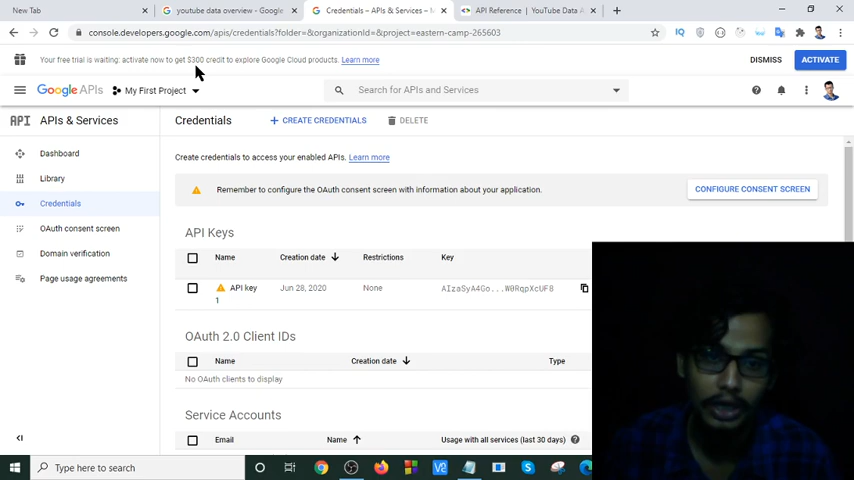 New Tab
youtube data overview - Google
Credentials – APIs & Services – M
API Reference | YouTube Data A
console.developers.google.com/apis/credentials?folder=&organizationId=&project=eastern-camp-265603
Your free trial is waiting: activate now to get $300 credit to explore Google Cloud products. Learn more
DISMISS
ACTIVATE
Google APIs
My First Project
Search for APIs and Services
API
APIs & Services
Credentials
+ CREATE CREDENTIALS
DELETE
Dashboard
Library
Credentials
OAuth consent screen
Domain verification
Page usage agreements
Create credentials to access your enabled APIs. Learn more
Remember to configure the OAuth consent screen with information about your application.
CONFIGURE CONSENT SCREEN
API Keys
Name
Creation date
Restrictions
Key
API key
1
Jun 28, 2020
None
AIzaSyA4Go...W0RqpXcUF8
OAuth 2.0 Client IDs
Name
Creation date
Type
No OAuth clients to display
Service Accounts
Email
Name
Usage with all services (last 30 days)
Type here to search